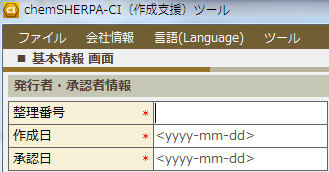 CI chemSHERPA-CI（作成支援）ツール
ファイル 会社情報 言語(Language) ツール
■ 基本情報 画面
発行者・承認者情報
整理番号 *
作成日 * <yyyy-mm-dd>
承認日 * <yyyy-mm-dd>